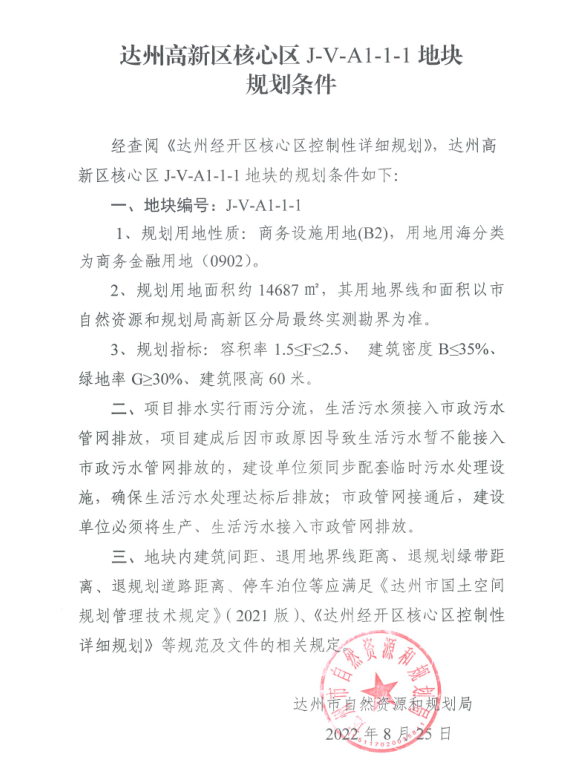 达州高新区核心区 J-V-A1-1-1 地块
规划条件
经查阅《达州经开区核心区控制性详细规划》，达州高
新区核心区 J-V-A1-1-1 地块的规划条件如下：
一、地块编号：J-V-A1-1-1
1、规划用地性质：商务设施用地(B2)，用地用海分类
为商务金融用地（0902）。
2、规划用地面积约 14687 ㎡，其用地界线和面积以市
自然资源和规划局高新区分局最终实测勘界为准。
3、规划指标：容积率 1.5≤F≤2.5、 建筑密度 B≤35%、
绿地率 G≥30%、建筑限高 60 米。
二、项目排水实行雨污分流，生活污水须接入市政污水
管网排放，项目建成后因市政原因导致生活污水暂不能接入
市政污水管网排放的，建设单位须同步配套临时污水处理设
施，确保生活污水处理达标后排放；市政管网接通后，建设
单位必须将生产、生活污水接入市政管网排放。
三、地块内建筑间距、退用地界线距离、退规划绿带距
离、退规划道路距离、停车泊位等应满足《达州市国土空间
规划管理技术规定》（2021 版）、《达州经开区核心区控制性
详细规划》等规范及文件的相关规定。
达州市自然资源和规划局
2022 年 8 月 25 日
达州市自然资源和规划局